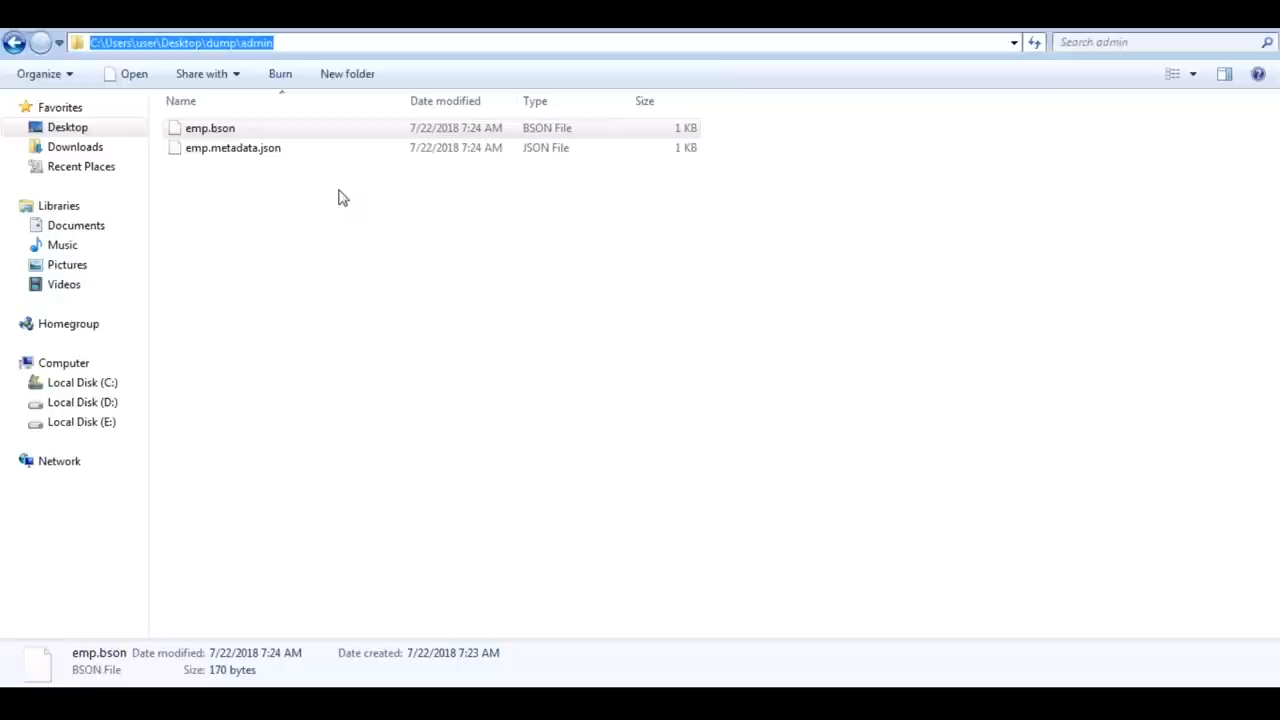 C:\Users\user\Desktop\dump\admin
Search admin
Organize Open Share with Burn New folder
Name Date modified Type Size
Favorites
Desktop
Downloads
Recent Places
Libraries
Documents
Music
Pictures
Videos
Homegroup
Computer
Local Disk (C:)
Local Disk (D:)
Local Disk (E:)
Network
emp.bson 7/22/2018 7:24 AM BSON File 1 KB
emp.metadata.json 7/22/2018 7:24 AM JSON File 1 KB
emp.bson Date modified: 7/22/2018 7:24 AM Date created: 7/22/2018 7:23 AM
BSON File Size: 170 bytes